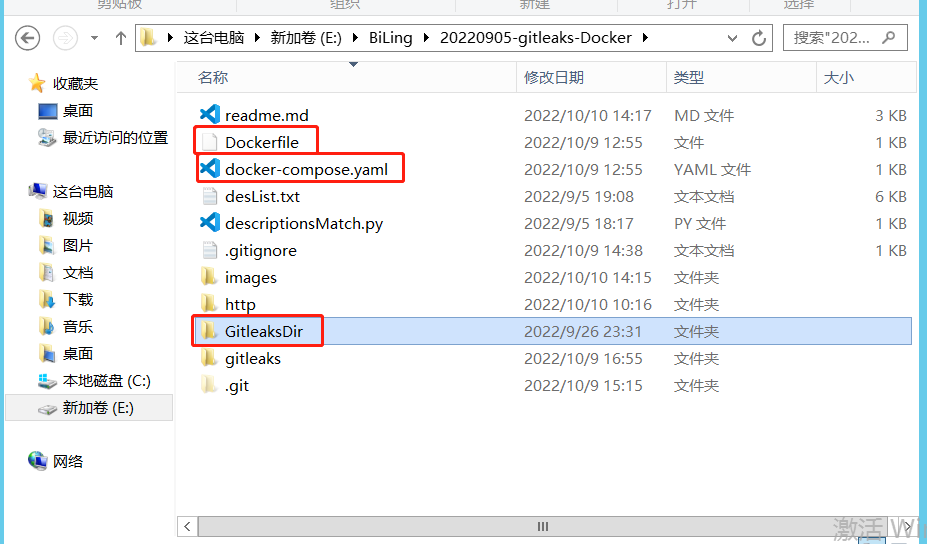 剪贴板 组织 新建 打开 选择
这台电脑 新加卷 (E:) BiLing 20220905-gitleaks-Docker 搜索"202...
名称 修改日期 类型 大小
收藏夹
桌面
最近访问的位置
这台电脑
视频
图片
文档
下载
音乐
桌面
本地磁盘 (C:)
新加卷 (E:)
网络
readme.md 2022/10/10 14:17 MD 文件 3 KB
Dockerfile 2022/10/9 12:55 文件 1 KB
docker-compose.yaml 2022/10/9 12:55 YAML 文件 1 KB
desList.txt 2022/9/5 19:08 文本文档 6 KB
descriptionsMatch.py 2022/9/5 18:17 PY 文件 1 KB
.gitignore 2022/10/9 14:38 文本文档 1 KB
images 2022/10/10 14:15 文件夹
http 2022/10/10 10:16 文件夹
GitleaksDir 2022/9/26 23:31 文件夹
gitleaks 2022/10/9 16:55 文件夹
.git 2022/10/9 15:15 文件夹
激活 Wi